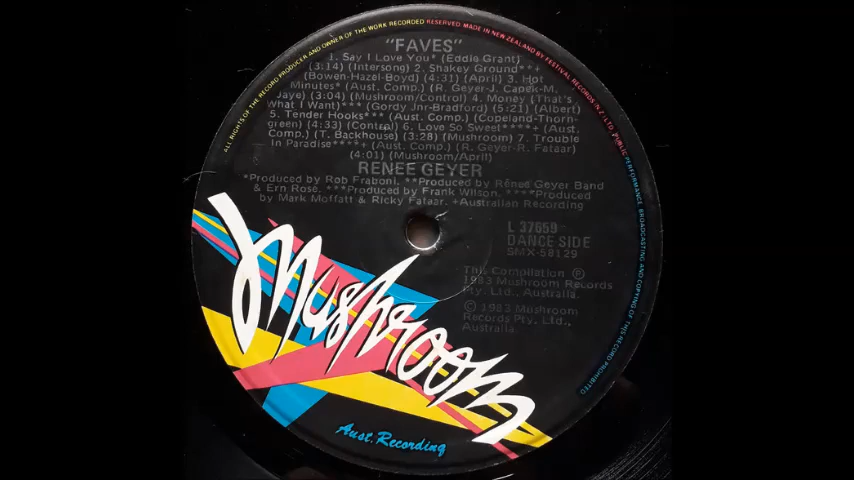 ALL RIGHTS OF THE RECORD PRODUCER AND OWNER OF THE WORK RECORDED RESERVED. MADE IN NEW ZEALAND BY FESTIVAL RECORDS N.Z. LTD. PUBLIC PERFORMANCE BROADCASTING AND COPYING OF THIS RECORD PROHIBITED
"FAVES"
1. Say I Love You* (Eddie Grant)
(3:14) (Intersong) 2. Shakey Ground**+
(Bowen-Hazel-Boyd) (4:31) (April) 3. Hot
Minutes* (Aust. Comp.) (R. Geyer-J. Capek-M.
Jaye) (3:04) (Mushroom/Control) 4. Money (That's
What I Want)*** (Gordy Jnr-Bradford) (5:21) (Albert)
5. Tender Hooks*** (Aust. Comp.) (Copeland-Thorn-
green) (4:33) (Control) 6. Love So Sweet****+ (Aust.
Comp.) (T. Backhouse) (3:28) (Mushroom) 7. Trouble
In Paradise****+ (Aust. Comp.) (R. Geyer-R. Fataar)
(4:01) (Mushroom/April)
RENEE GEYER
*Produced by Rob Fraboni. **Produced by Renee Geyer Band
& Ern Rose. ***Produced by Frank Wilson. ****Produced
by Mark Moffatt & Ricky Fataar. +Australian Recording
L 37659
DANCE SIDE
SMX-58129
This Compilation ℗
1983 Mushroom Records
Pty. Ltd., Australia.
© 1983 Mushroom
Records Pty. Ltd.,
Australia.
Mushroom
Aust. Recording